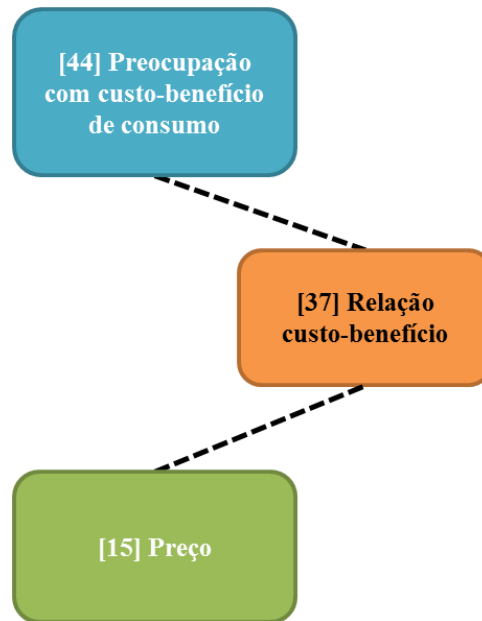 [44] Preocupação
com custo-benefício
de consumo
[37] Relação
custo-benefício
[15] Preço